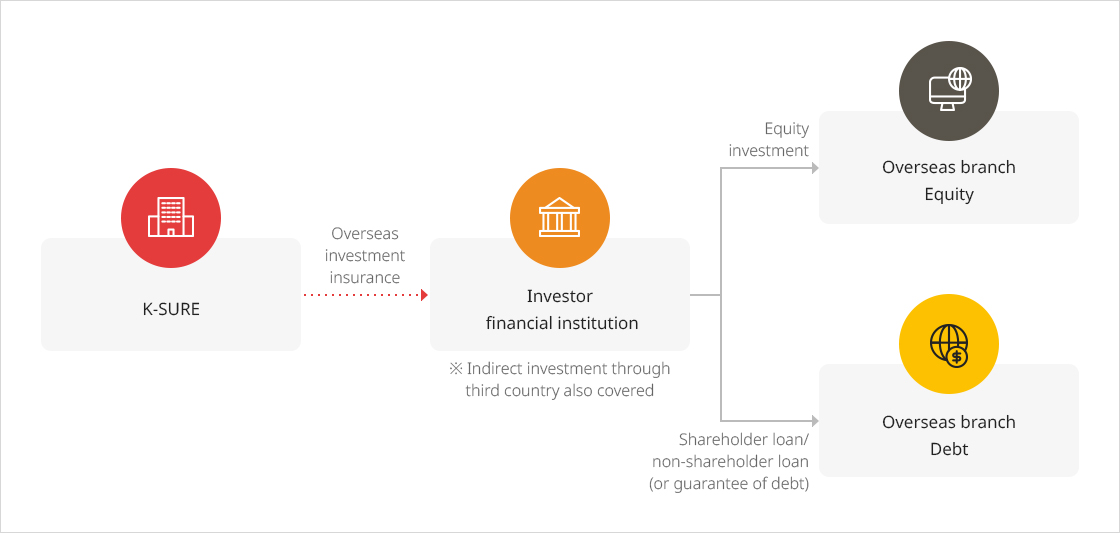 K-SURE
Overseas
investment
insurance
Investor
financial institution
※ Indirect investment through
third country also covered
Equity
investment
Overseas branch
Equity
Shareholder loan/
non-shareholder loan
(or guarantee of debt)
Overseas branch
Debt
$